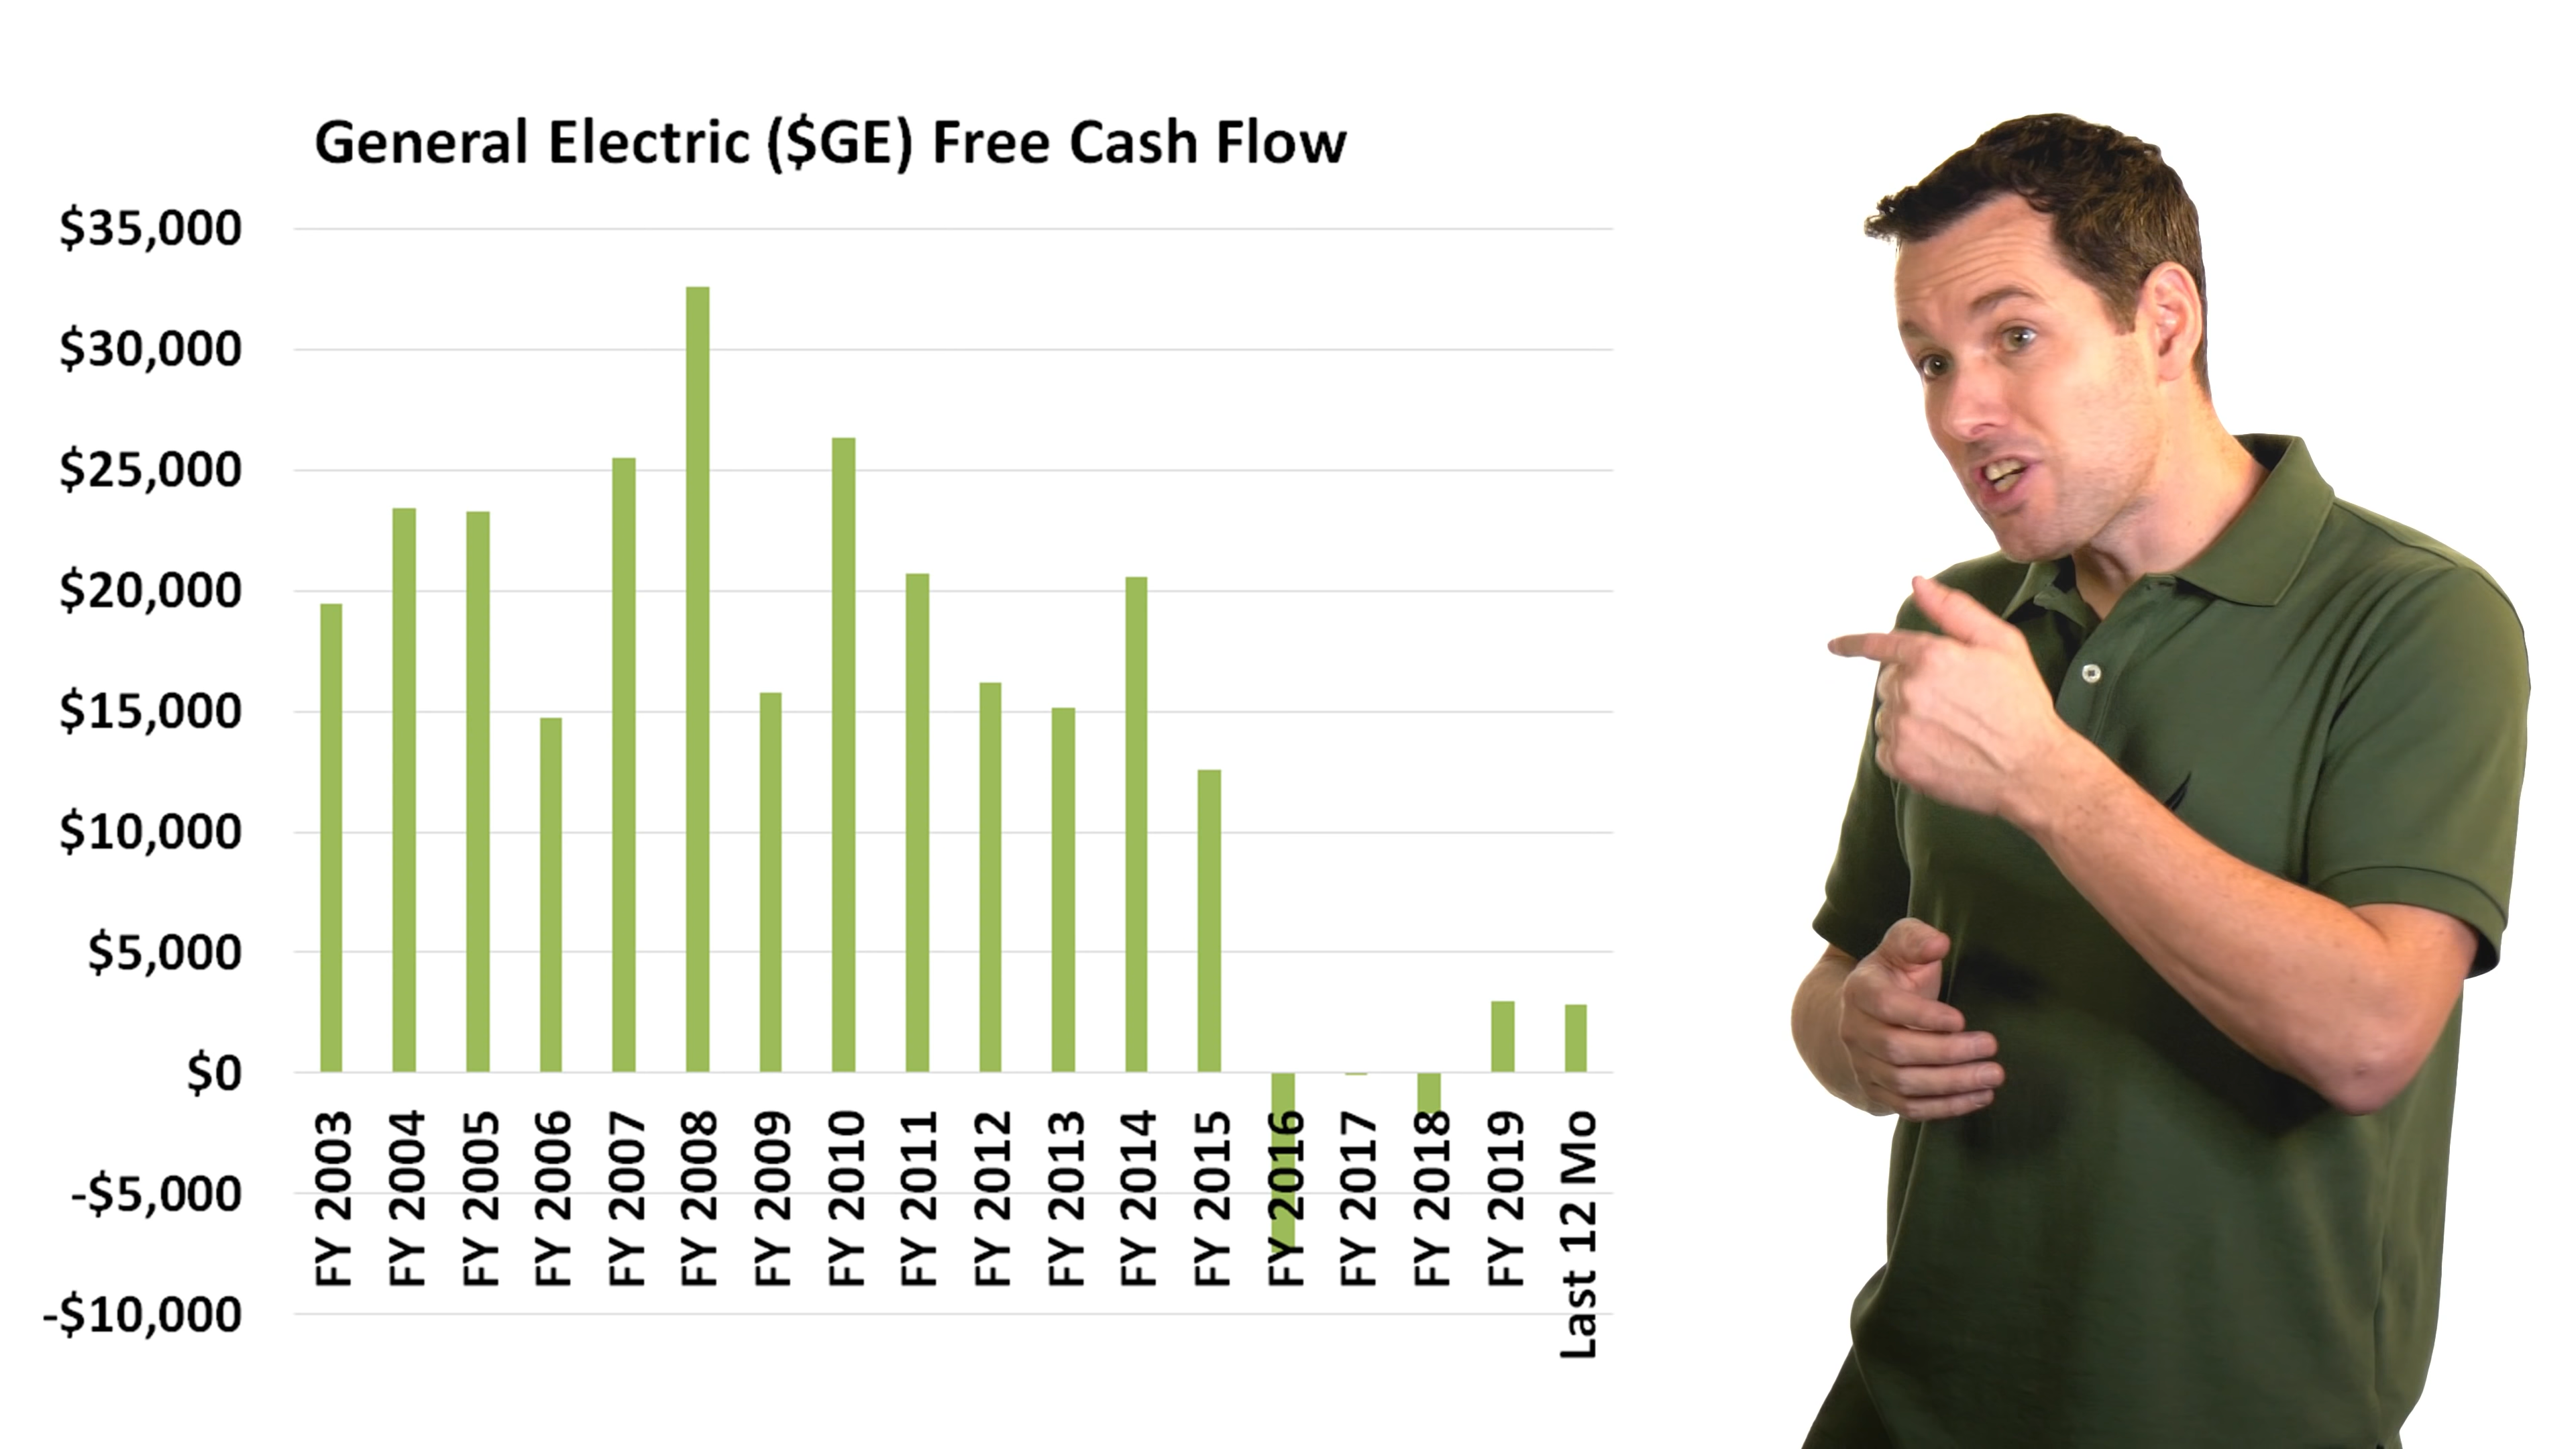 General Electric ($GE) Free Cash Flow
$35,000
$30,000
$25,000
$20,000
$15,000
$10,000
$5,000
$0
-$5,000
-$10,000
FY 2003
FY 2004
FY 2005
FY 2006
FY 2007
FY 2008
FY 2009
FY 2010
FY 2011
FY 2012
FY 2013
FY 2014
FY 2015
FY 2016
FY 2017
FY 2018
FY 2019
Last 12 Mo